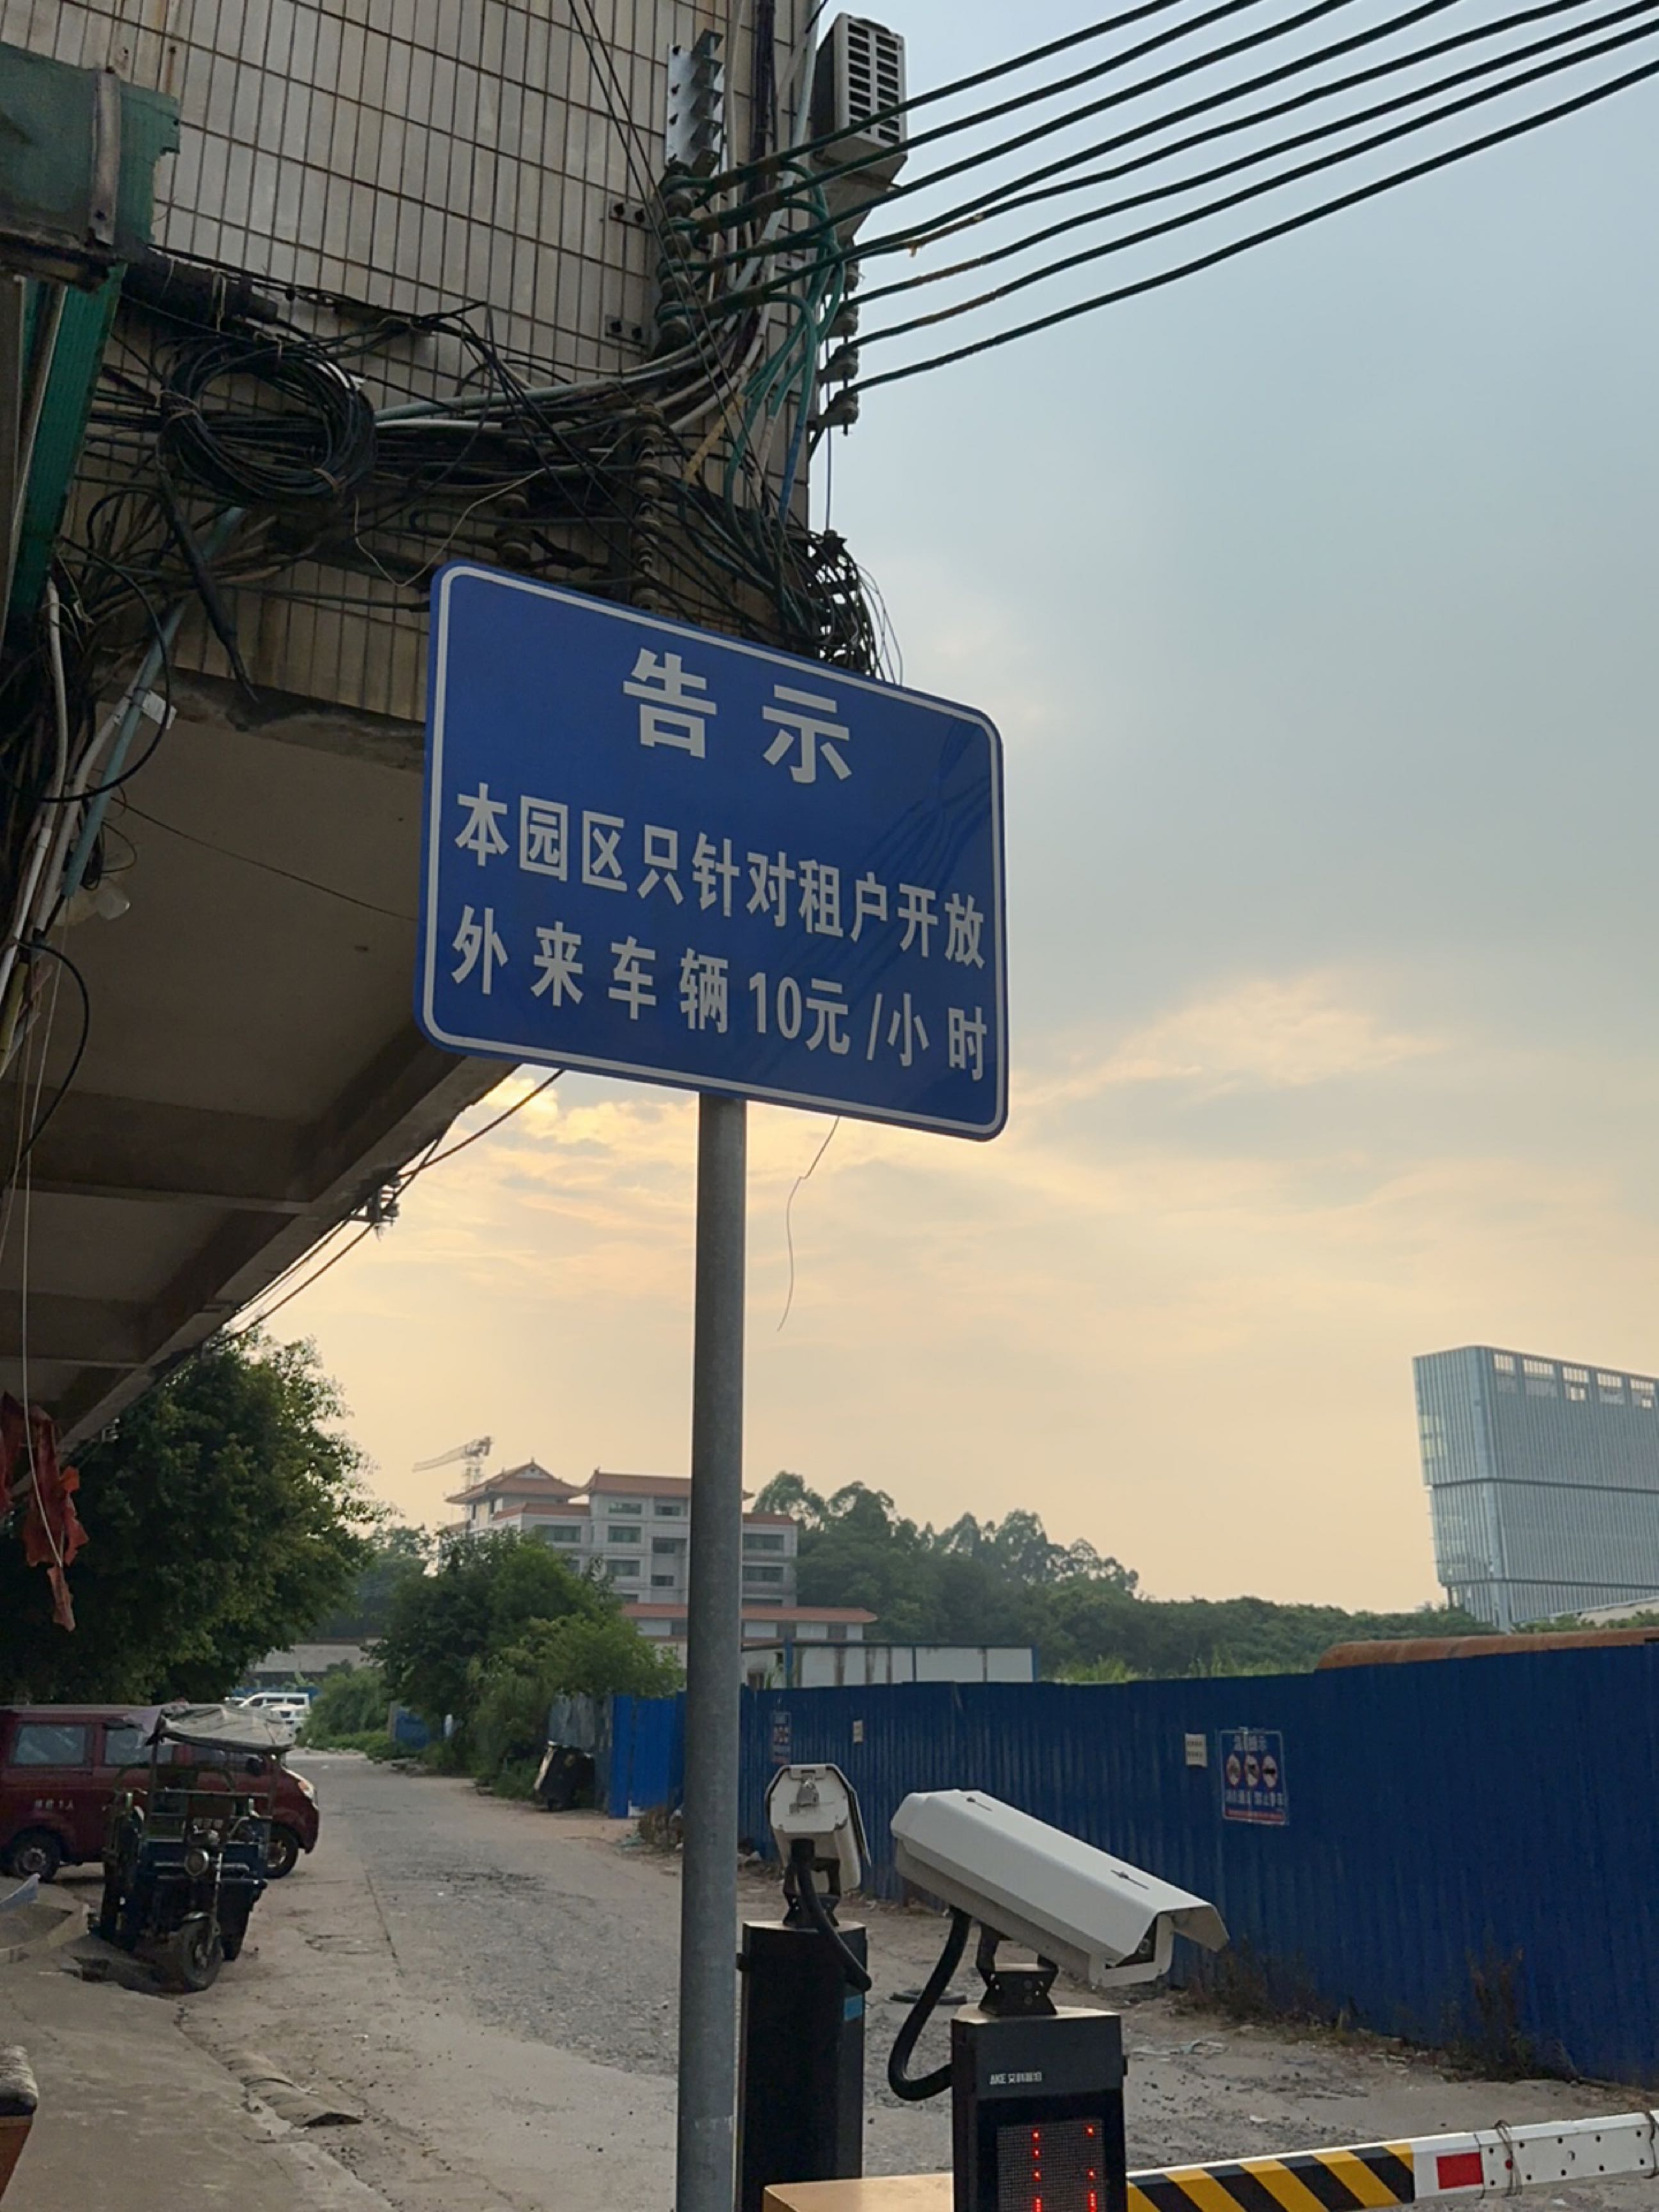 告示
本园区只针对租户开放
外来车辆10元/小时
AKE